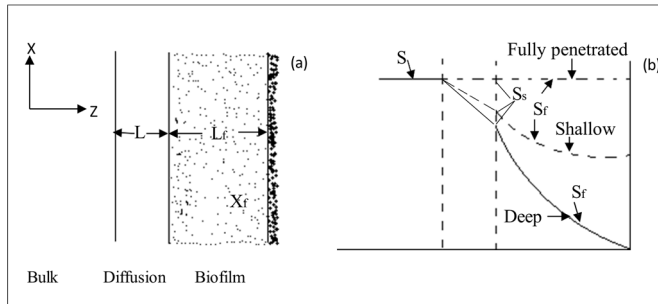 X
Z
(a)
L
Lf
Xf
Bulk
Diffusion
Biofilm
(b)
Fully penetrated
S
Ss
Sf
Shallow
Sf
Deep